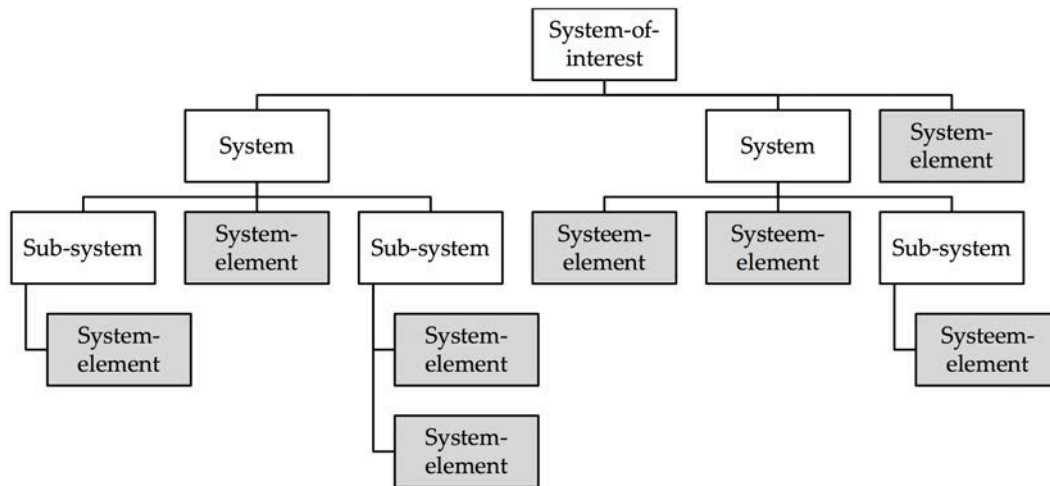 System-of-
interest
System
System
System-
element
Sub-system
System-
element
Sub-system
Systeem-
element
Systeem-
element
Sub-system
System-
element
System-
element
Systeem-
element
System-
element